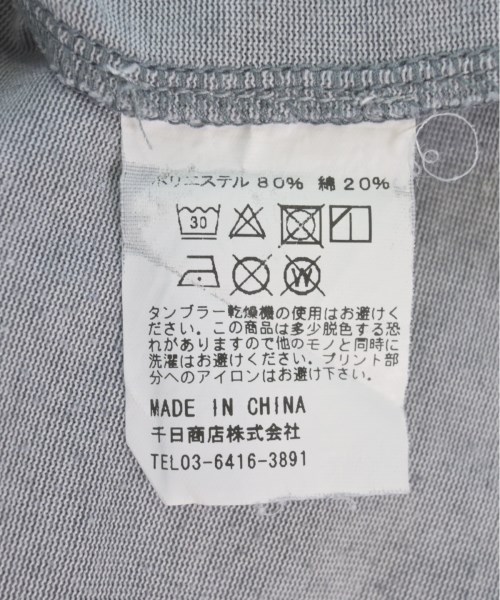 ポリエステル 80% 綿 20%
30
W
タンブラー乾燥機の使用はお避けく
ださい。この商品は多少脱色する恐
れがありますので他のモノと同時に
洗濯はお避けください。プリント部
分へのアイロンはお避け下さい。
MADE IN CHINA
千日商店株式会社
TEL03-6416-3891